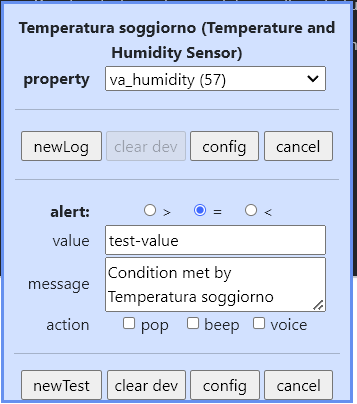 Temperatura soggiorno (Temperature and
Humidity Sensor)
property va_humidity (57)
newLog clear dev config cancel
alert: > = <
value test-value
message Condition met by
Temperatura soggiorno
action pop beep voice
newTest clear dev config cancel